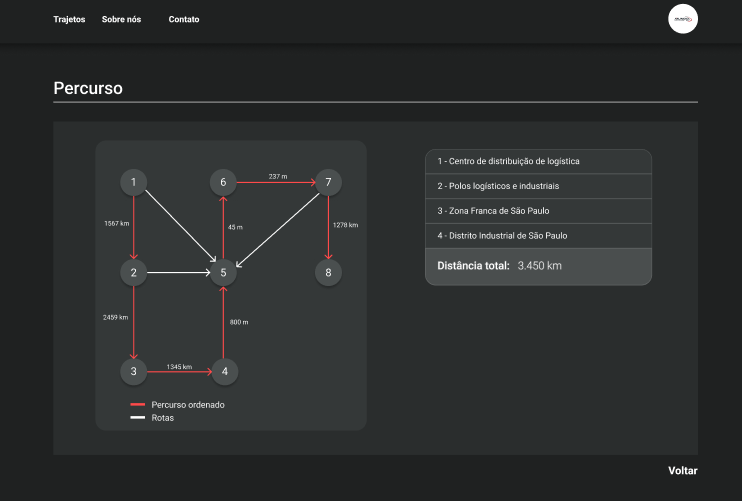 Trajetos Sobre nós Contato
Percurso
1
6
237 m
7
1567 km
45 m
1278 km
2
5
8
2459 km
800 m
3
1345 km
4
Percurso ordenado
Rotas
1 - Centro de distribuição de logística
2 - Polos logísticos e industriais
3 - Zona Franca de São Paulo
4 - Distrito Industrial de São Paulo
Distância total: 3.450 km
Voltar